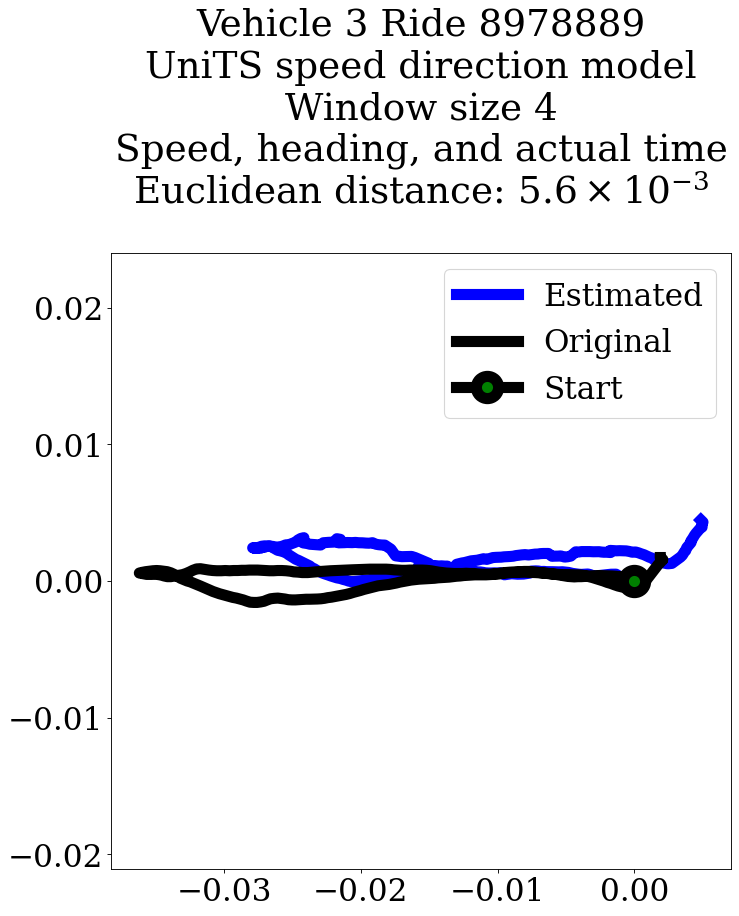 Vehicle 3 Ride 8978889
UniTS speed direction model
Window size 4
Speed, heading, and actual time
Euclidean distance: 5.6 × 10⁻³
Estimated
Original
Start
0.02
0.01
0.00
−0.01
−0.02
−0.03
−0.02
−0.01
0.00